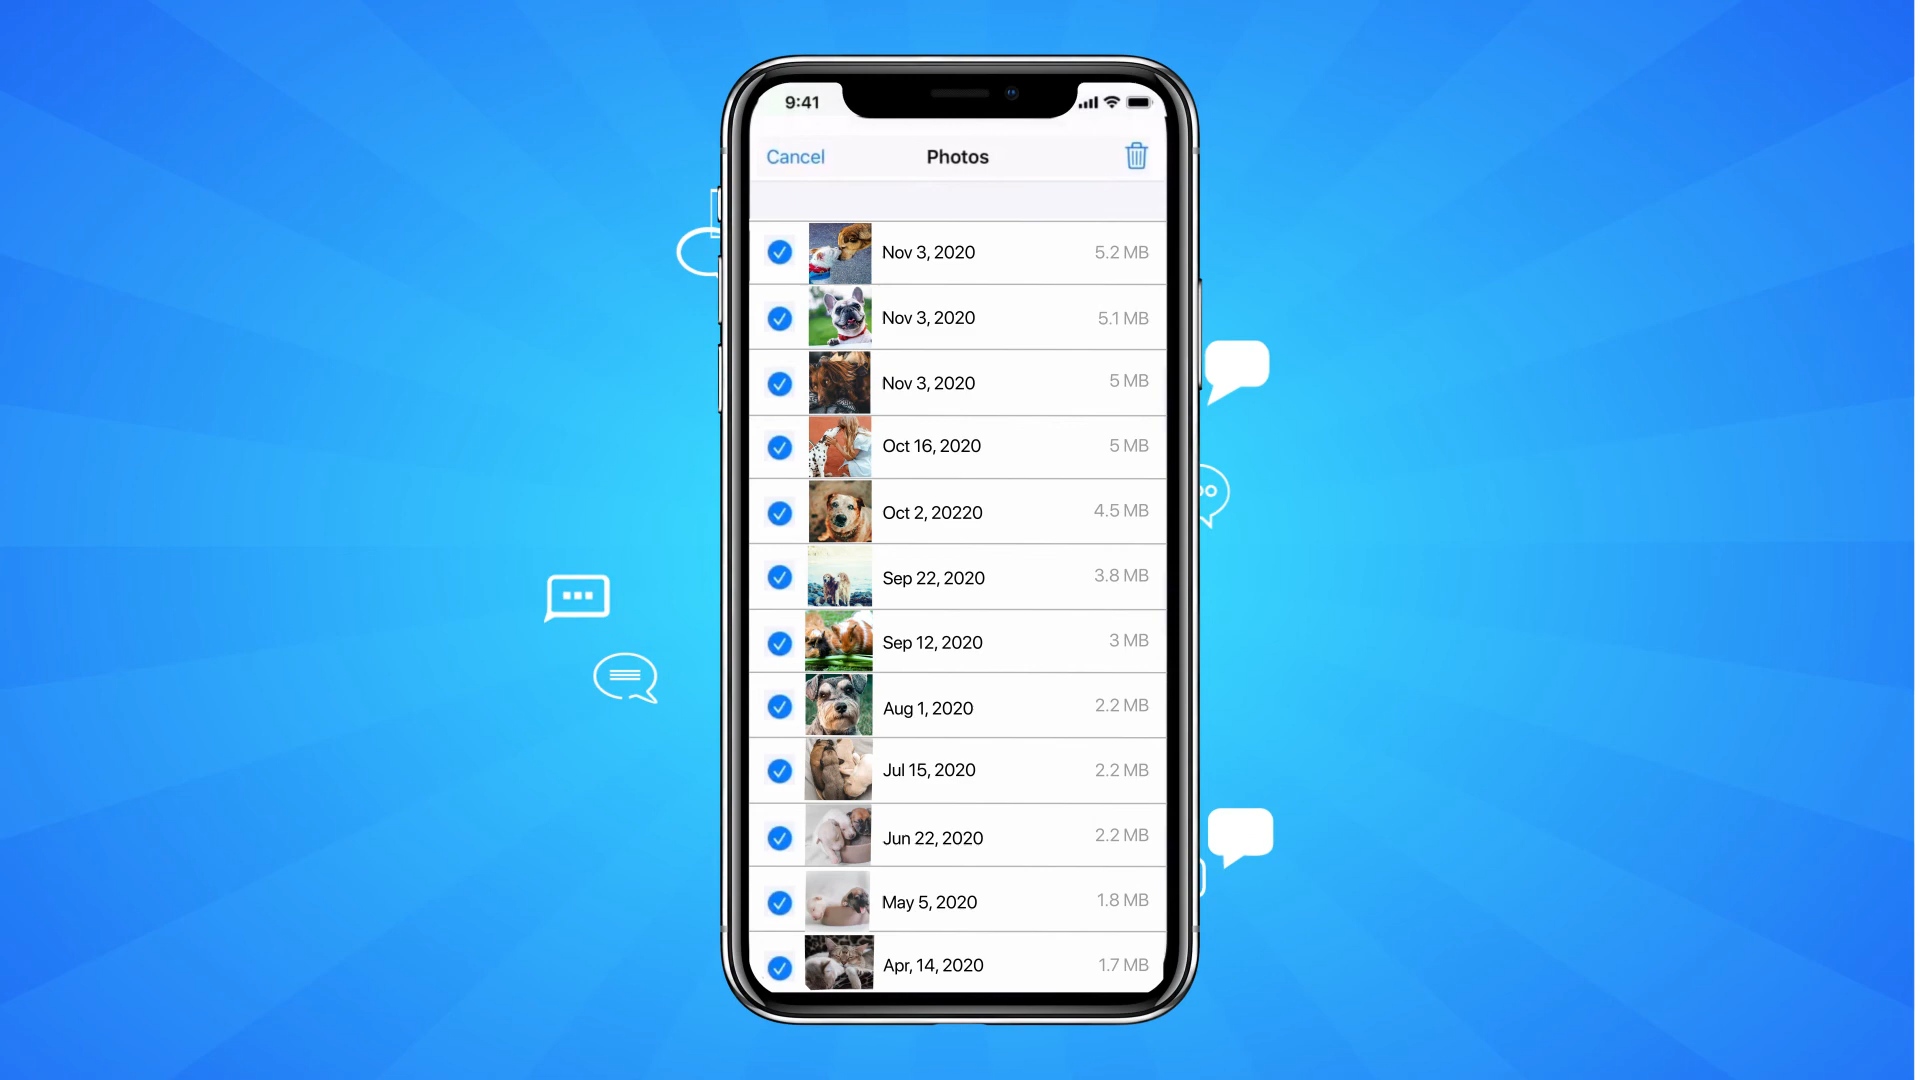 9:41
Cancel Photos
Nov 3, 2020 5.2 MB
Nov 3, 2020 5.1 MB
Nov 3, 2020 5 MB
Oct 16, 2020 5 MB
Oct 2, 20220 4.5 MB
Sep 22, 2020 3.8 MB
Sep 12, 2020 3 MB
Aug 1, 2020 2.2 MB
Jul 15, 2020 2.2 MB
Jun 22, 2020 2.2 MB
May 5, 2020 1.8 MB
Apr, 14, 2020 1.7 MB